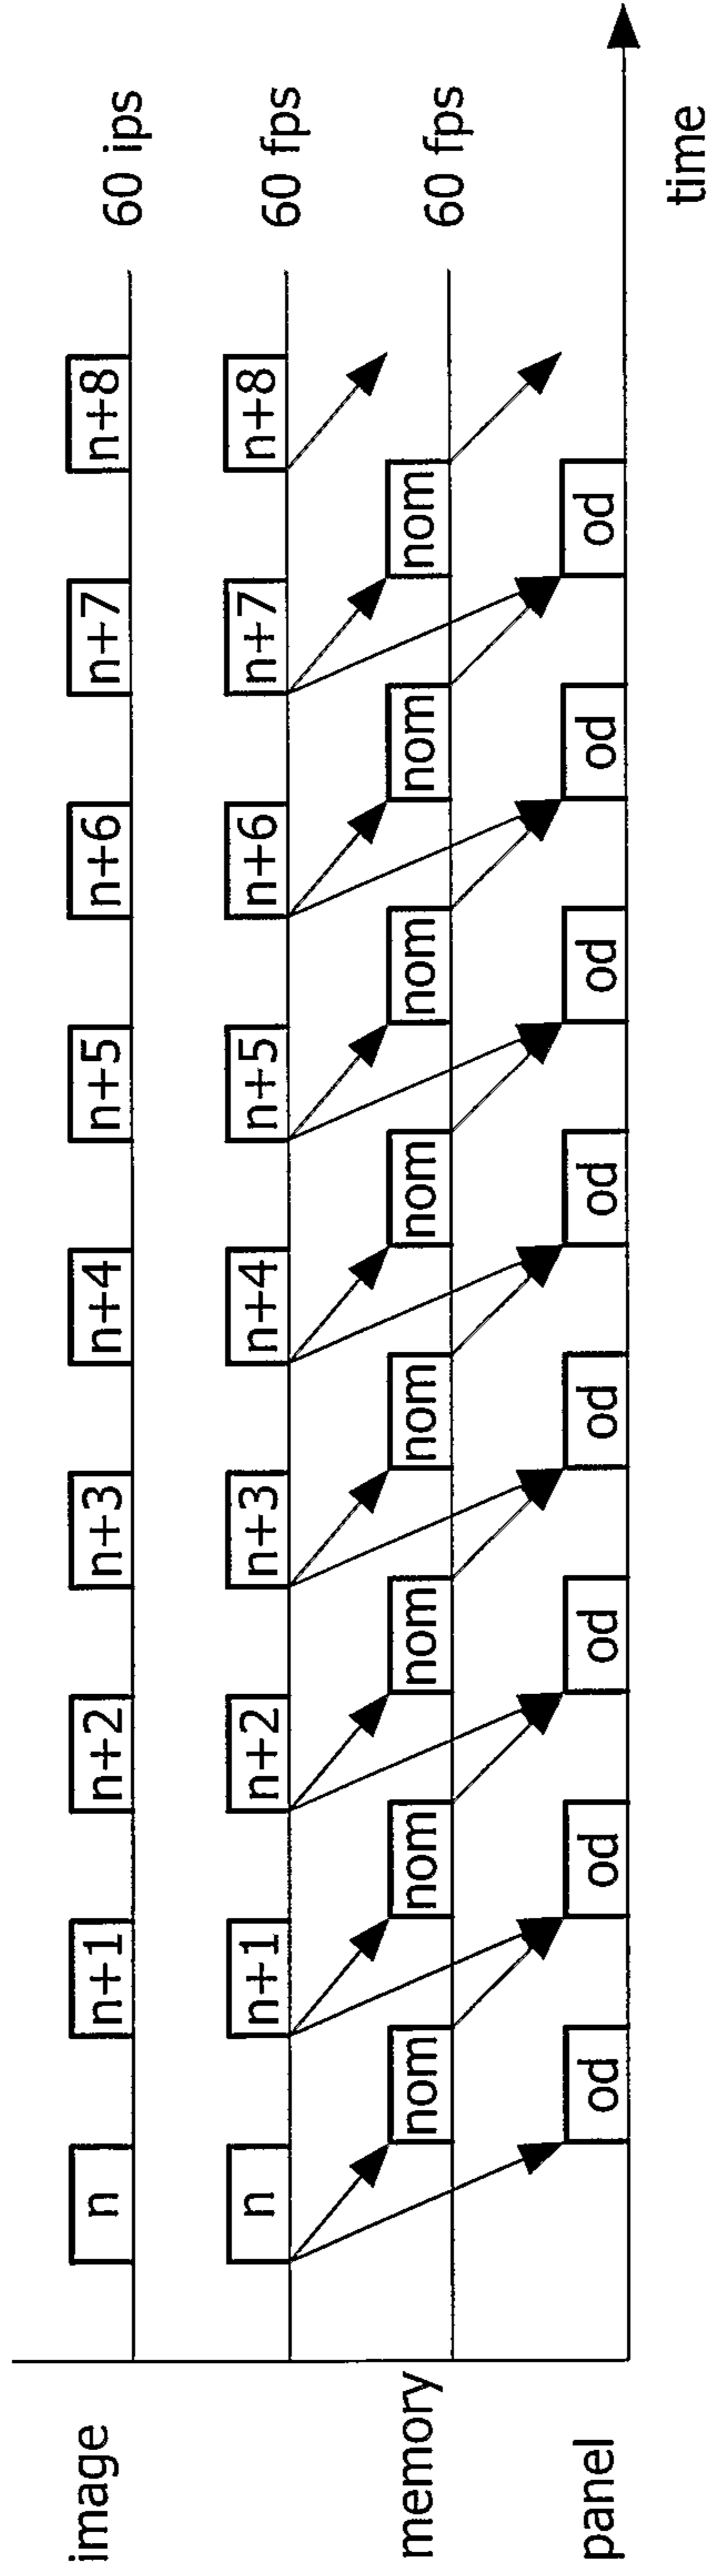 image n n+1 n+2 n+3 n+4 n+5 n+6 n+7 n+8 60 ips
n n+1 n+2 n+3 n+4 n+5 n+6 n+7 n+8 60 fps
memory nom nom nom nom nom nom nom nom 60 fps
panel od od od od od od od od
time